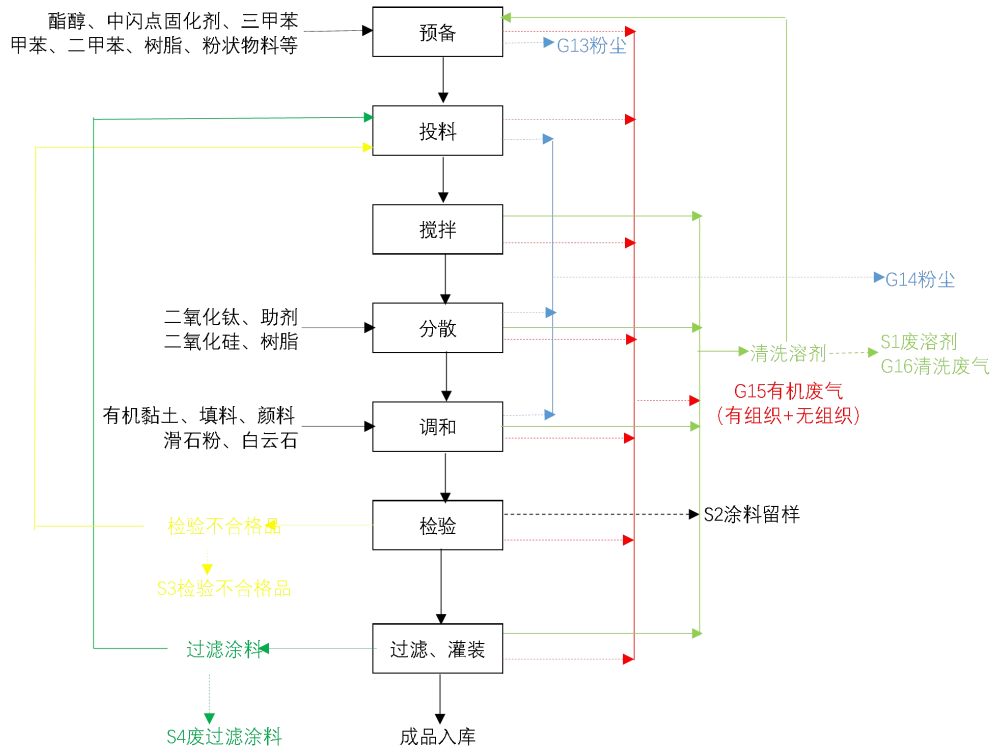 酯醇、中闪点固化剂、三甲苯
甲苯、二甲苯、树脂、粉状物料等
预备
G13粉尘
投料
搅拌
G14粉尘
二氧化钛、助剂
二氧化硅、树脂
分散
清洗溶剂
S1废溶剂
G16清洗废气
G15有机废气
（有组织+无组织）
有机黏土、填料、颜料
滑石粉、白云石
调和
检验不合格品
检验
S2涂料留样
S3检验不合格品
过滤涂料
过滤、灌装
S4废过滤涂料
成品入库